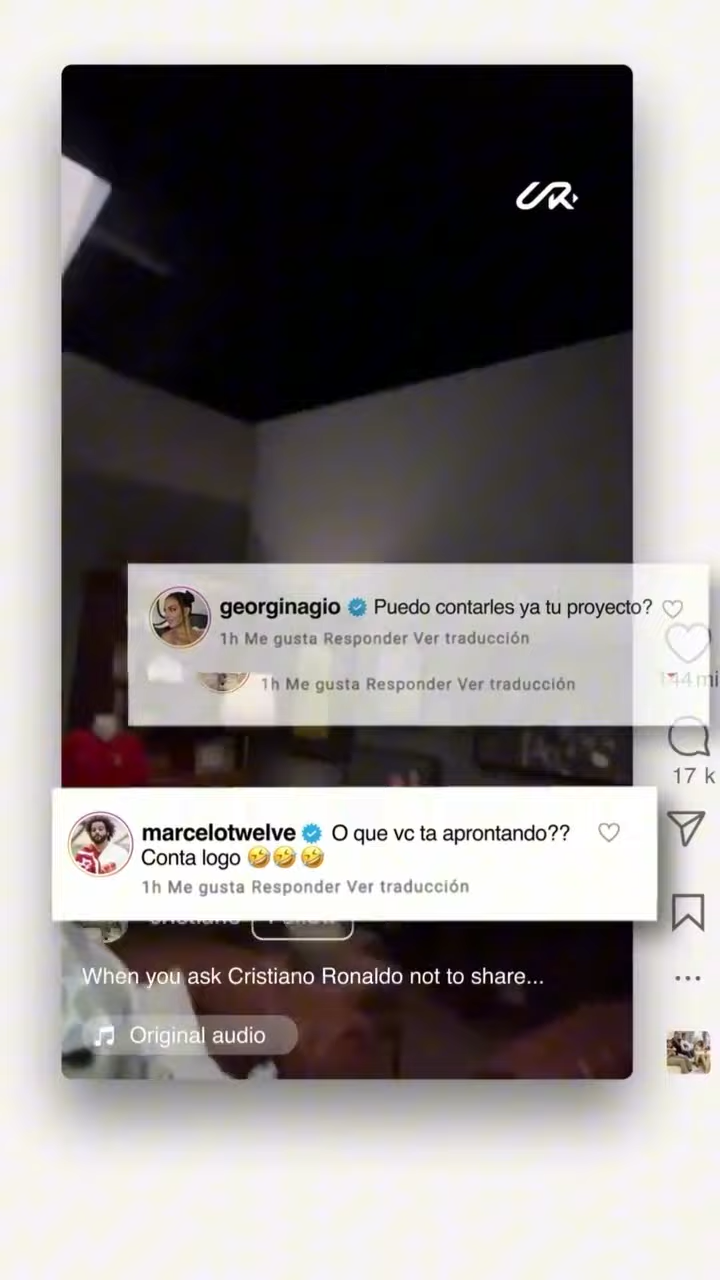 UR
georginagio Puedo contarles ya tu proyecto?
1h Me gusta Responder Ver traducción
1h Me gusta Responder Ver traducción
17 k
marcelotwelve O que vc ta aprontando??
Conta logo 🤣🤣🤣
1h Me gusta Responder Ver traducción
When you ask Cristiano Ronaldo not to share...
Original audio